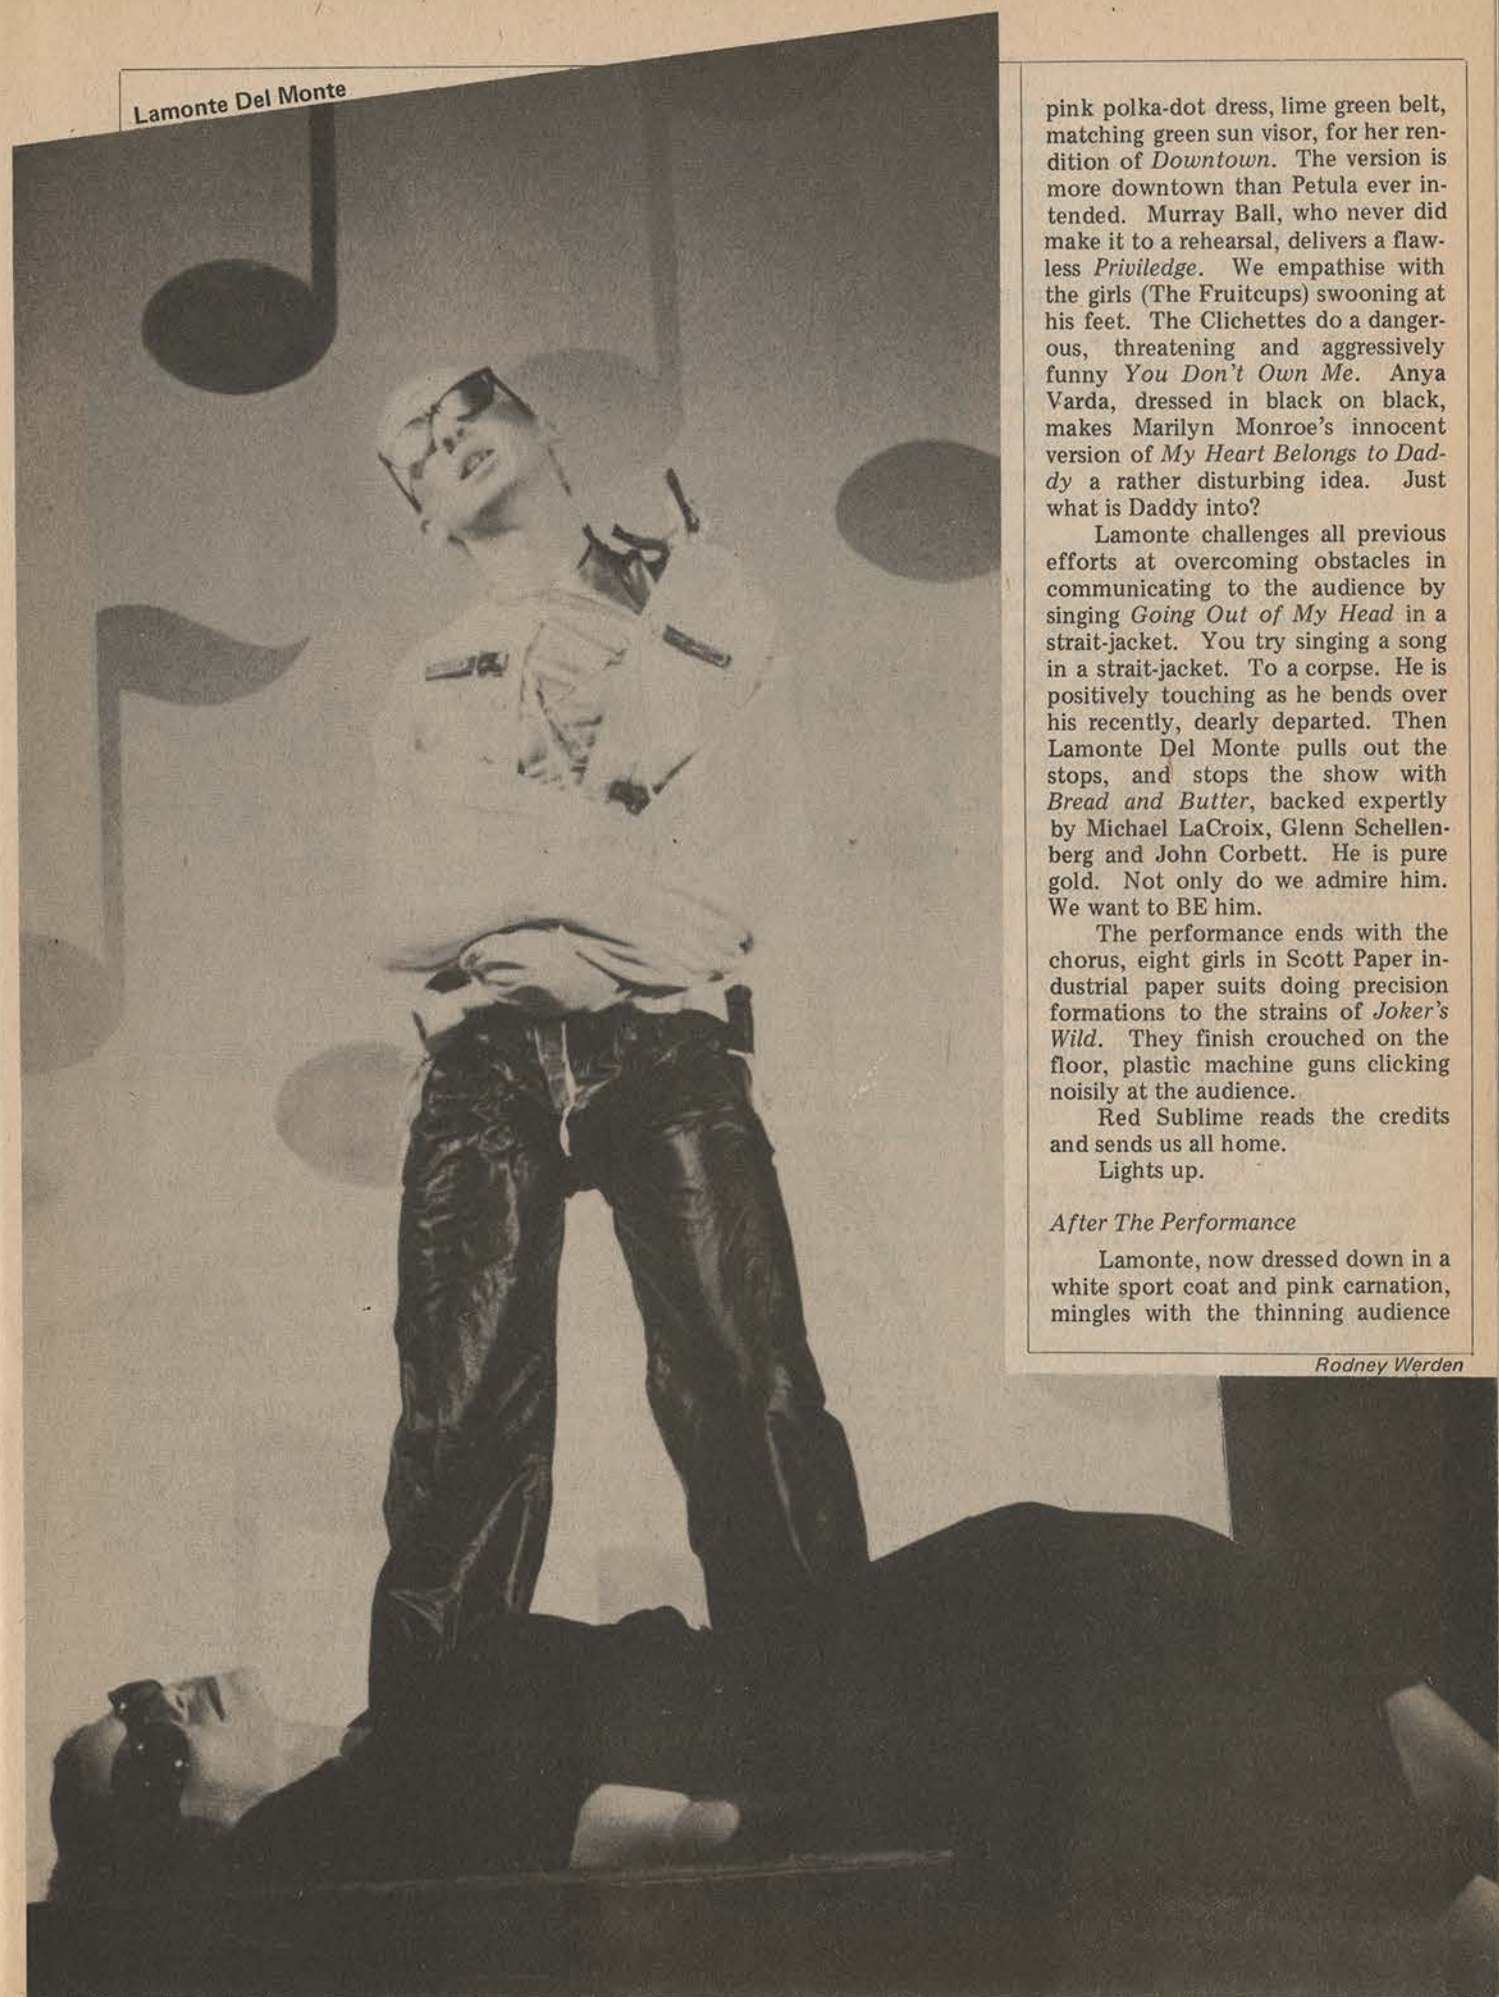 Lamonte Del Monte
pink polka-dot dress, lime green belt,
matching green sun visor, for her ren-
dition of Downtown. The version is
more downtown than Petula ever in-
tended. Murray Ball, who never did
make it to a rehearsal, delivers a flaw-
less Priviledge. We empathise with
the girls (The Fruitcups) swooning at
his feet. The Clichettes do a danger-
ous, threatening and aggressively
funny You Don't Own Me. Anya
Varda, dressed in black on black,
makes Marilyn Monroe's innocent
version of My Heart Belongs to Dad-
dy a rather disturbing idea. Just
what is Daddy into?
Lamonte challenges all previous
efforts at overcoming obstacles in
communicating to the audience by
singing Going Out of My Head in a
strait-jacket. You try singing a song
in a strait-jacket. To a corpse. He is
positively touching as he bends over
his recently, dearly departed. Then
Lamonte Del Monte pulls out the
stops, and stops the show with
Bread and Butter, backed expertly
by Michael LaCroix, Glenn Schellen-
berg and John Corbett. He is pure
gold. Not only do we admire him.
We want to BE him.
The performance ends with the
chorus, eight girls in Scott Paper in-
dustrial paper suits doing precision
formations to the strains of Joker's
Wild. They finish crouched on the
floor, plastic machine guns clicking
noisily at the audience.
Red Sublime reads the credits
and sends us all home.
Lights up.
After The Performance
Lamonte, now dressed down in a
white sport coat and pink carnation,
mingles with the thinning audience
Rodney Werden